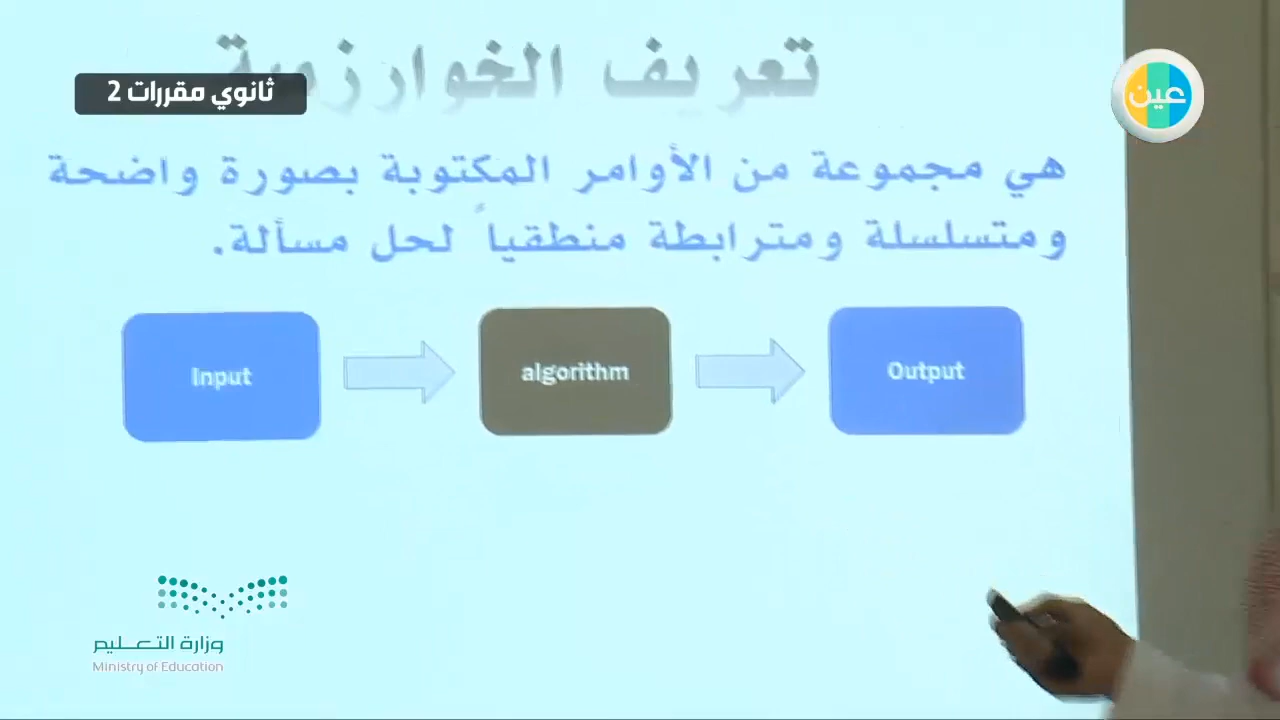 تعريف الخوارزمية
ثانوي مقررات 2
عين
هي مجموعة من الأوامر المكتوبة بصورة واضحة
ومتسلسلة ومترابطة منطقياً لحل مسألة.
Input
algorithm
Output
وزارة التعليم
Ministry of Education